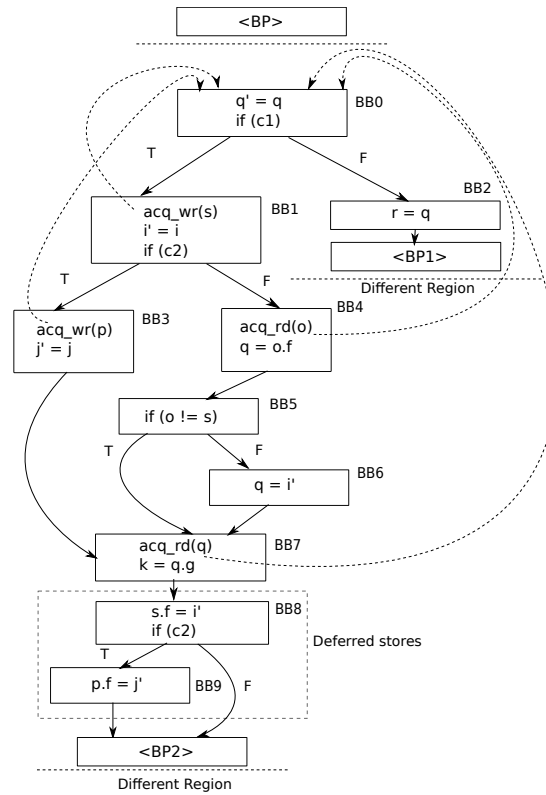 <BP>
q' = q
if (c1)
BB0
T
F
BB2
r = q
<BP1>
Different Region
acq_wr(s)
i' = i
if (c2)
BB1
T
F
BB3
acq_wr(p)
j' = j
BB4
acq_rd(o)
q = o.f
BB5
if (o != s)
T
F
BB6
q = i'
acq_rd(q)
k = q.g
BB7
s.f = i'
if (c2)
BB8
Deferred stores
T
F
p.f = j'
BB9
<BP2>
Different Region